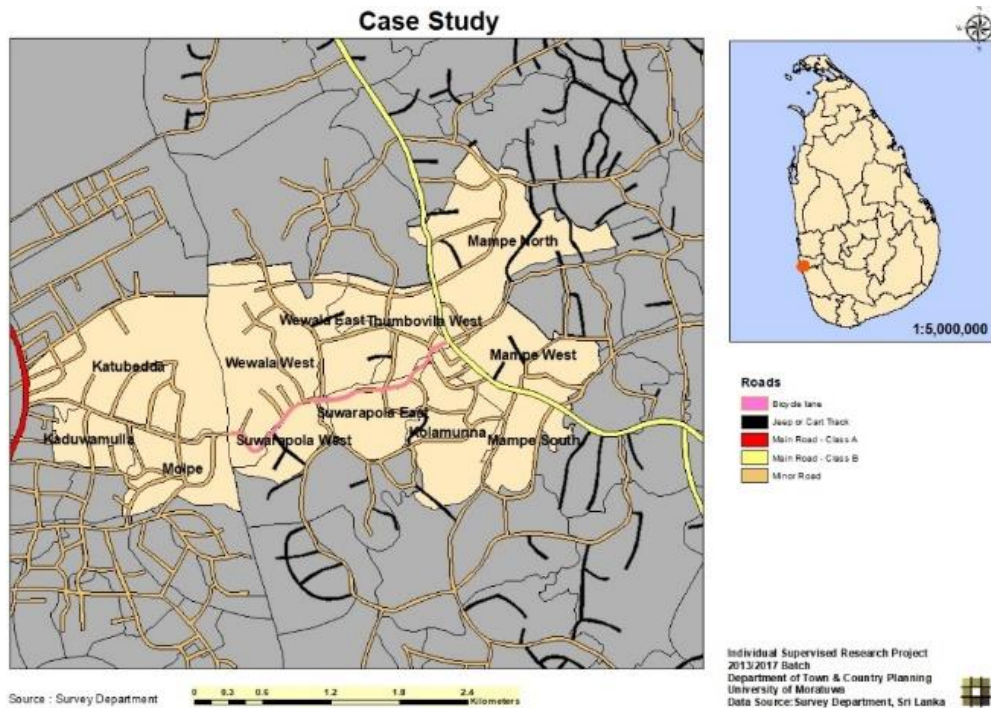 Case Study
Mampe North
Wewala East
Thumbovila West
Mampe West
Katubedda
Wewala West
Suwarapola East
Kaduwamulla
Suwarapola West
Kolamunna
Mampe South
Molpe
1:5,000,000
Roads
Bicycle lane
Jeep or Cart Track
Main Road - Class A
Main Road - Class B
Minor Road
Source : Survey Department
0 0.3 0.6 1.2 1.8 2.4
Kilometers
Individual Supervised Research Project
2013/2017 Batch
Department of Town & Country Planning
University of Moratuwa
Data Source: Survey Department, Sri Lanka